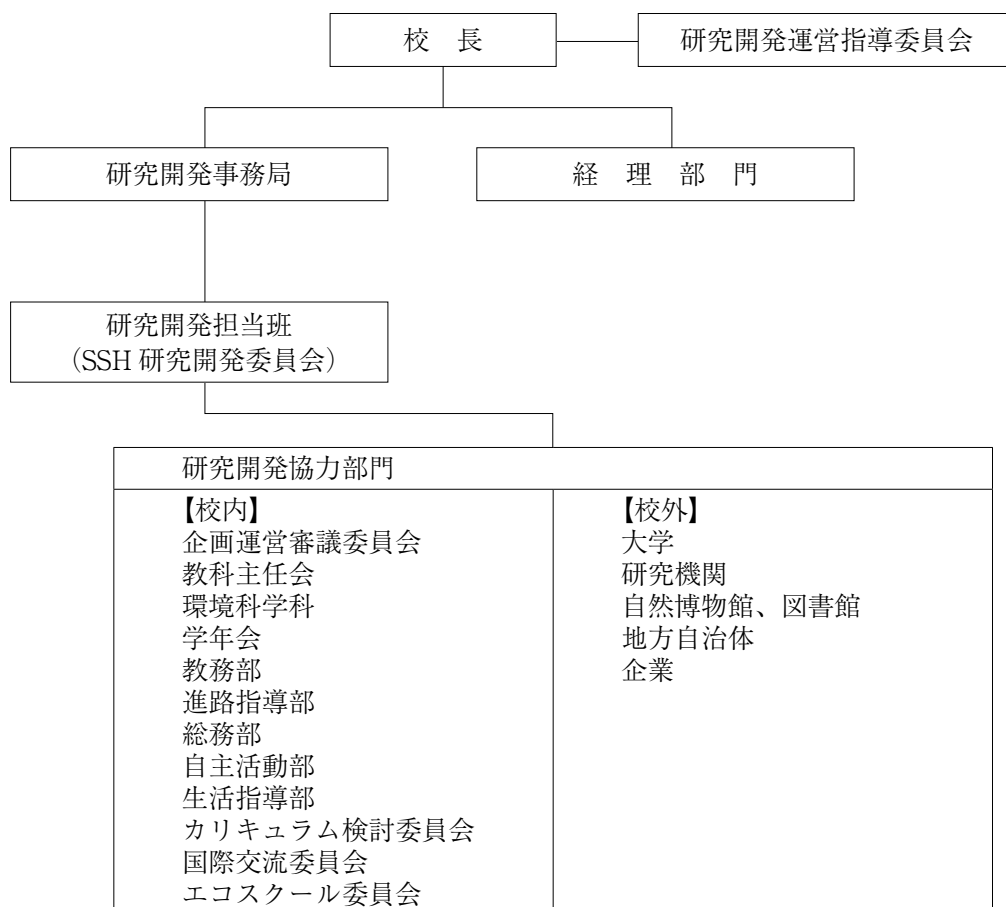 校　長
研究開発運営指導委員会
研究開発事務局
経　理　部　門
研究開発担当班
（SSH 研究開発委員会）
研究開発協力部門
【校内】
企画運営審議委員会
教科主任会
環境科学科
学年会
教務部
進路指導部
総務部
自主活動部
生活指導部
カリキュラム検討委員会
国際交流委員会
エコスクール委員会
【校外】
大学
研究機関
自然博物館、図書館
地方自治体
企業